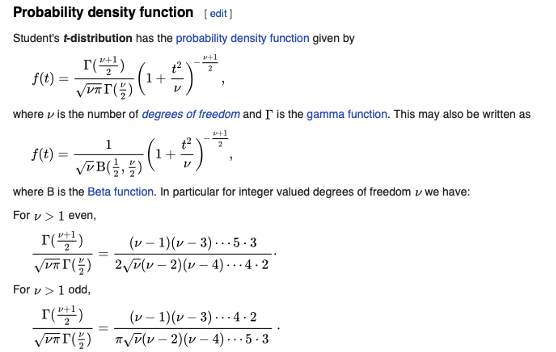 Probability density function [ edit ]
Student's t-distribution has the probability density function given by
f(t) = \frac{\Gamma(\frac{\nu+1}{2})}{\sqrt{\nu\pi}\,\Gamma(\frac{\nu}{2})} \left(1 + \frac{t^2}{\nu}\right)^{-\frac{\nu+1}{2}},
where ν is the number of degrees of freedom and Γ is the gamma function. This may also be written as
f(t) = \frac{1}{\sqrt{\nu}\,\mathrm{B}(\frac{1}{2}, \frac{\nu}{2})} \left(1 + \frac{t^2}{\nu}\right)^{-\frac{\nu+1}{2}},
where B is the Beta function. In particular for integer valued degrees of freedom ν we have:
For ν > 1 even,
\frac{\Gamma(\frac{\nu+1}{2})}{\sqrt{\nu\pi}\,\Gamma(\frac{\nu}{2})} = \frac{(\nu-1)(\nu-3)\cdots 5 \cdot 3}{2\sqrt{\nu}(\nu-2)(\nu-4)\cdots 4 \cdot 2}.
For ν > 1 odd,
\frac{\Gamma(\frac{\nu+1}{2})}{\sqrt{\nu\pi}\,\Gamma(\frac{\nu}{2})} = \frac{(\nu-1)(\nu-3)\cdots 4 \cdot 2}{\pi\sqrt{\nu}(\nu-2)(\nu-4)\cdots 5 \cdot 3}.